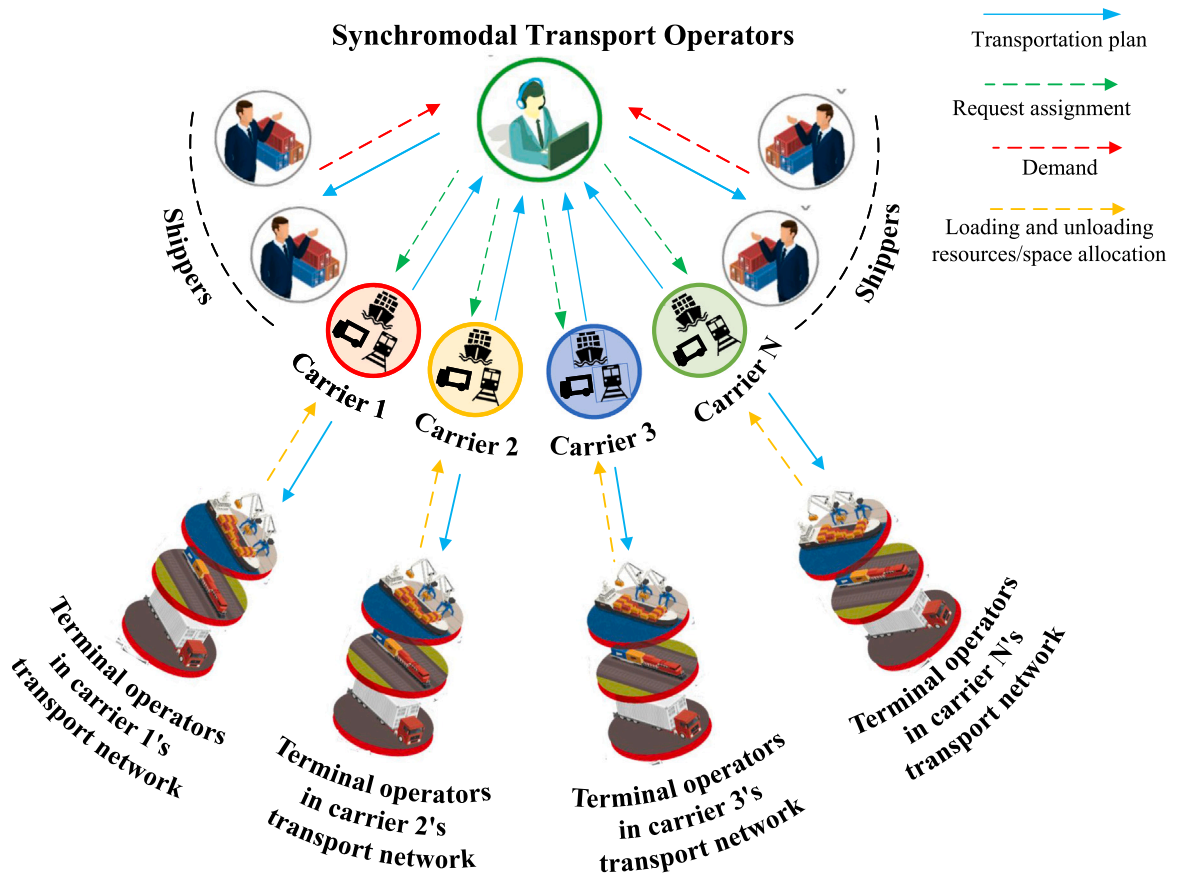 Synchromodal Transport Operators
Transportation plan
Request assignment
Demand
Loading and unloading
resources/space allocation
Shippers
Shippers
Carrier 1
Carrier 2
Carrier 3
Carrier N
Terminal operators
in carrier 1's
transport network
Terminal operators
in carrier 2's
transport network
Terminal operators
in carrier 3's
transport network
Terminal operators
in carrier N's
transport network